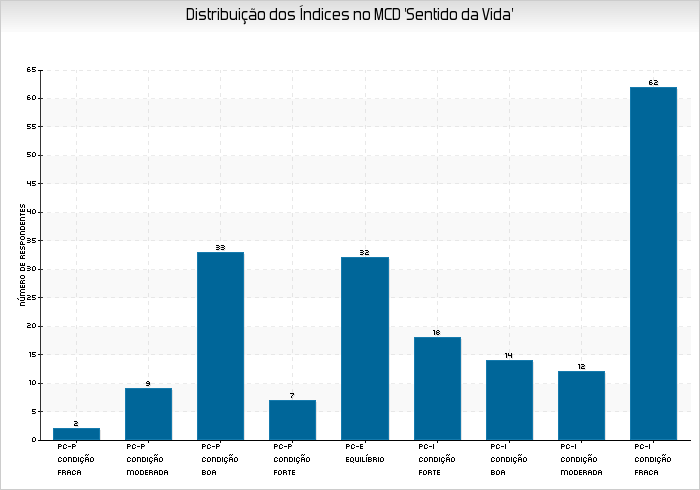 Distribuição dos Índices no MCD 'Sentido da Vida'
NÚMERO DE RESPONDENTES
65
60
55
50
45
40
35
30
25
20
15
10
5
0
2
9
33
7
32
18
14
12
62
PC-P CONDIÇÃO FRACA
PC-P CONDIÇÃO MODERADA
PC-P CONDIÇÃO BOA
PC-P CONDIÇÃO FORTE
PC-E EQUILÍBRIO
PC-I CONDIÇÃO FORTE
PC-I CONDIÇÃO BOA
PC-I CONDIÇÃO MODERADA
PC-I CONDIÇÃO FRACA